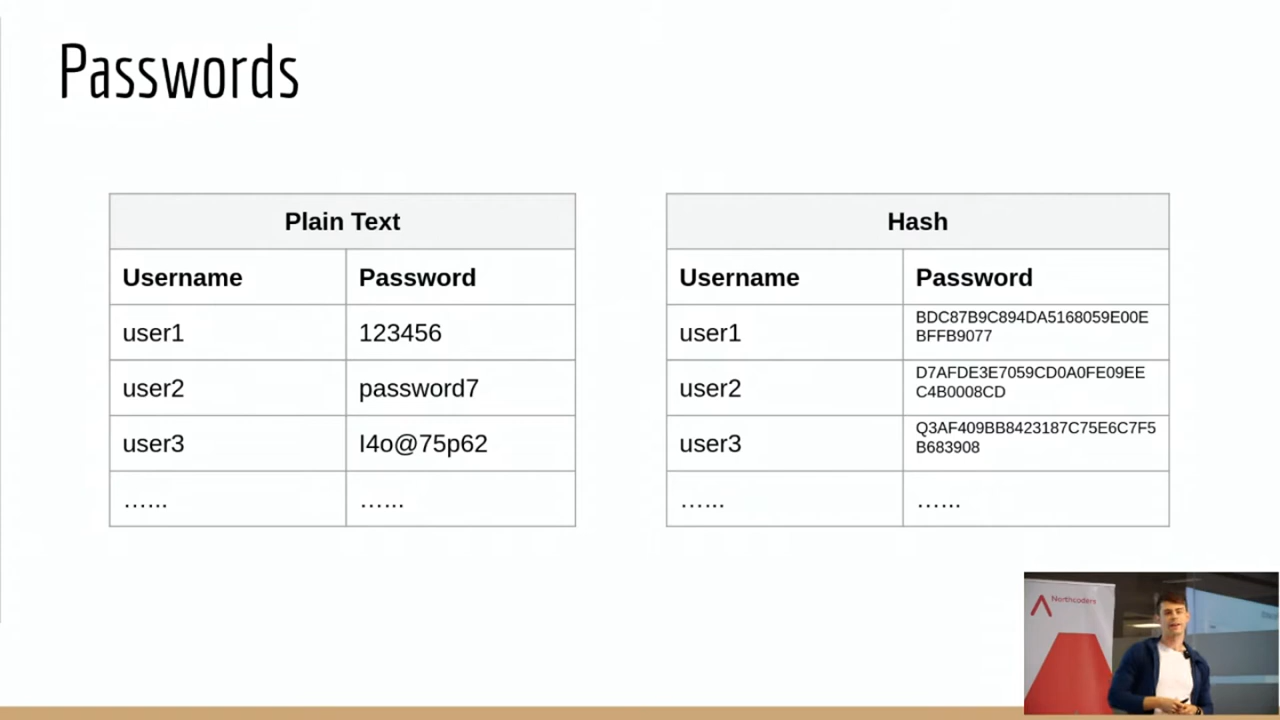 Passwords
Plain Text
Username Password
user1 123456
user2 password7
user3 I4o@75p62
…... …...
Hash
Username Password
user1 BDC87B9C894DA5168059E00E
BFFB9077
user2 D7AFDE3E7059CD0A0FE09EE
C4B0008CD
user3 Q3AF409BB8423187C75E6C7F5
B683908
…... …...
Northcoders